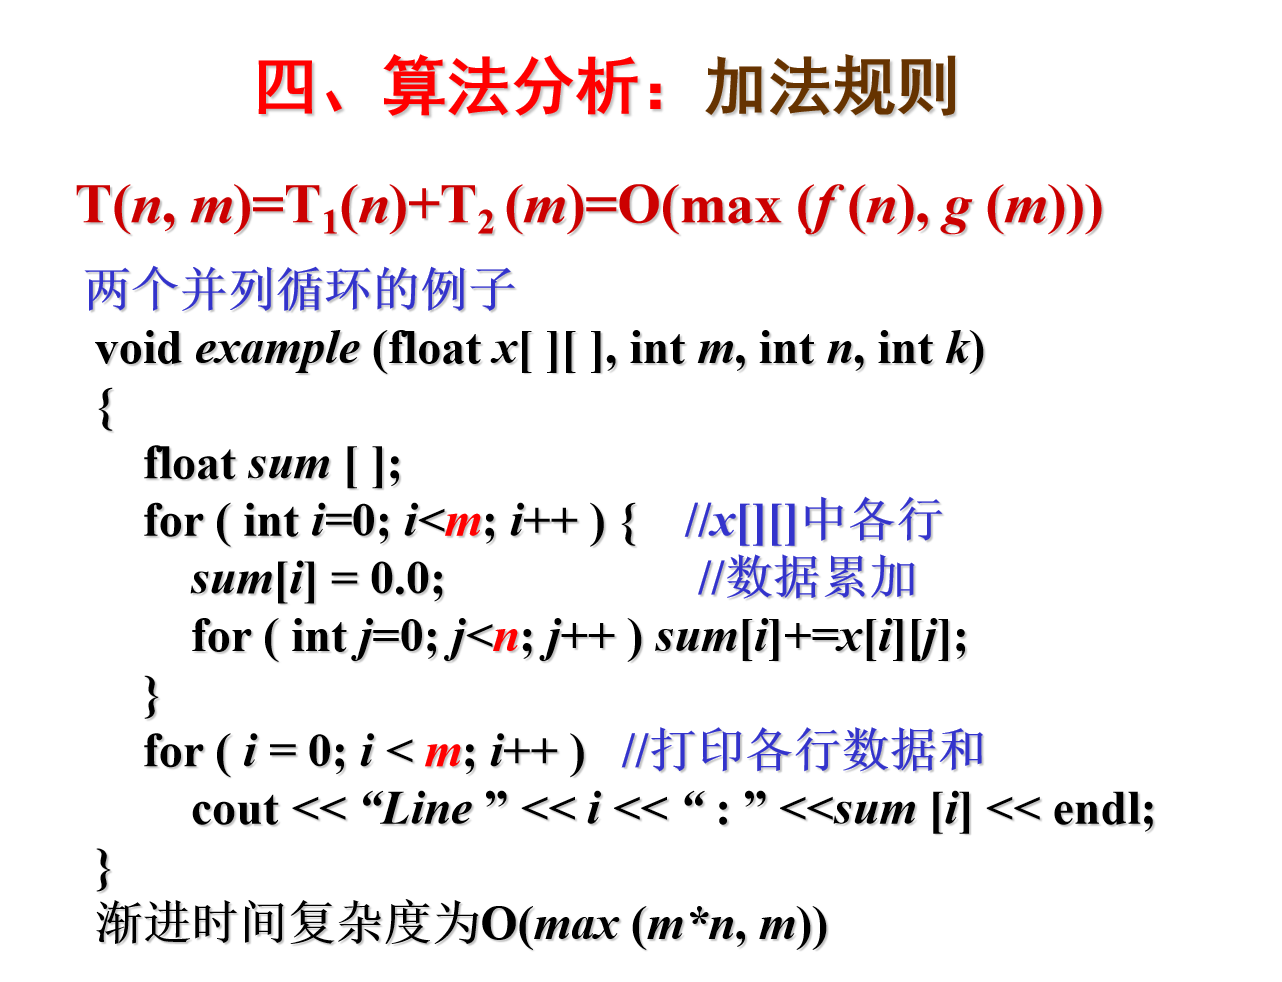 四、算法分析：加法规则
T(n, m)=T1(n)+T2 (m)=O(max (f (n), g (m)))
两个并列循环的例子
void example (float x[ ][ ], int m, int n, int k)
{
float sum [ ];
for ( int i=0; i<m; i++ ) { //x[][]中各行
sum[i] = 0.0; //数据累加
for ( int j=0; j<n; j++ ) sum[i]+=x[i][j];
}
for ( i = 0; i < m; i++ ) //打印各行数据和
cout << “Line ” << i << “ : ” <<sum [i] << endl;
}
渐进时间复杂度为O(max (m*n, m))